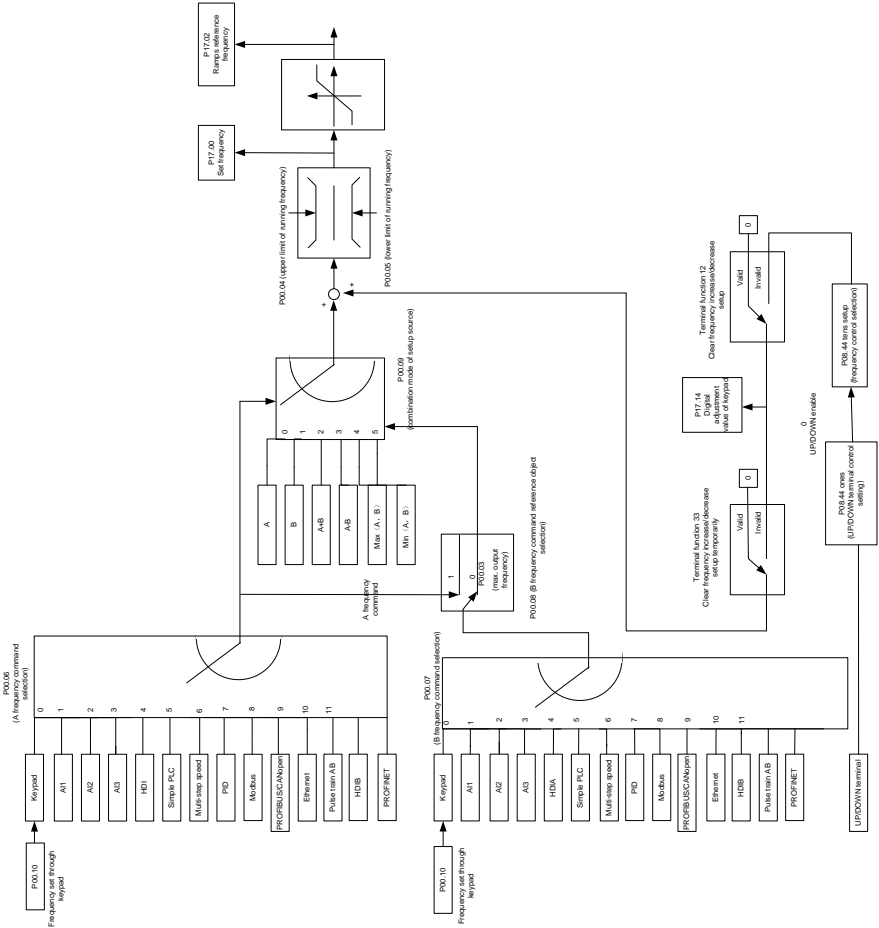 P00.06
(A frequency command
selection)
0
1
2
3
4
5
6
7
8
9
10
11
Keypad
AI1
AI2
AI3
HDI
Simple PLC
Multi-step speed
PID
Modbus
PROFIBUS/CANopen
Ethernet
Pulse train AB
HDIB
PROFINET
P00.10
Frequency set through
keypad
A frequency
command
P00.07
(B frequency command selection)
0
1
2
3
4
5
6
7
8
9
10
11
Keypad
AI1
AI2
AI3
HDIA
Simple PLC
Multi-step speed
PID
Modbus
PROFIBUS/CANopen
Ethernet
HDIB
Pulse train AB
PROFINET
P00.10
Frequency set through
keypad
1
0
P00.03
(max. output
frequency)
P00.08 (B frequency command reference object
selection)
A
B
A+B
A-B
Max（A，B）
Min（A，B）
0
1
2
3
4
5
P00.09
(combination mode of setup source)
+
+
P00.04 (upper limit of running frequency)
P00.05 (lower limit of running frequency)
P17.00
Set frequency
P17.02
Ramps reference
frequency
UP/DOWN terminal
P08.44 ones
(UP/DOWN terminal control
setting)
0
UP/DOWN enable
P08.44 tens setup
(frequency control selection)
Terminal function 33
Clear frequency increase/decrease
setup temporarily
Valid
Invalid
0
P17.14
Digital
adjustment
value of keypad
Terminal function 12
Clear frequency increase/decrease
setup
Valid
Invalid
0